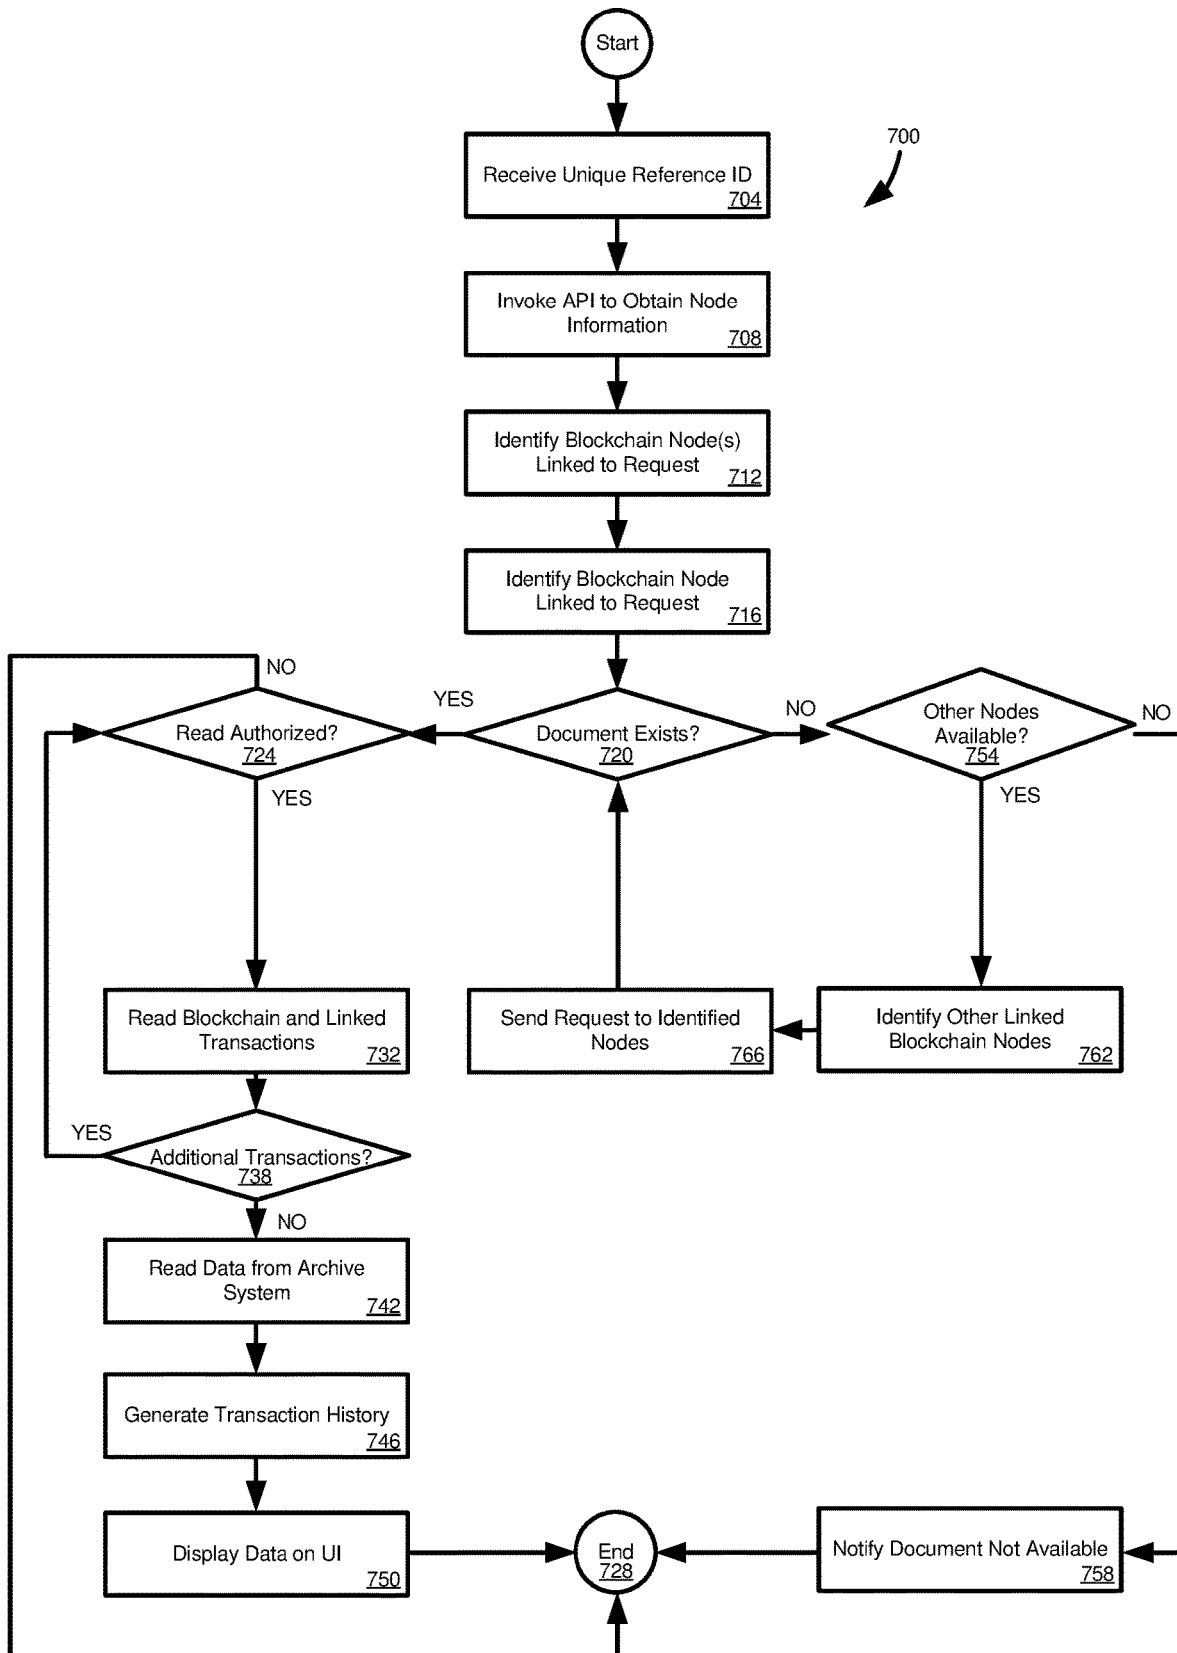 Start
700
Receive Unique Reference ID
704
Invoke API to Obtain Node
Information
708
Identify Blockchain Node(s)
Linked to Request
712
Identify Blockchain Node
Linked to Request
716
NO
Read Authorized?
724
YES
YES
Document Exists?
720
NO
Other Nodes
Available?
754
NO
YES
Read Blockchain and Linked
Transactions
732
Send Request to Identified
Nodes
766
Identify Other Linked
Blockchain Nodes
762
YES
Additional Transactions?
738
NO
Read Data from Archive
System
742
Generate Transaction History
746
Display Data on UI
750
End
728
Notify Document Not Available
758